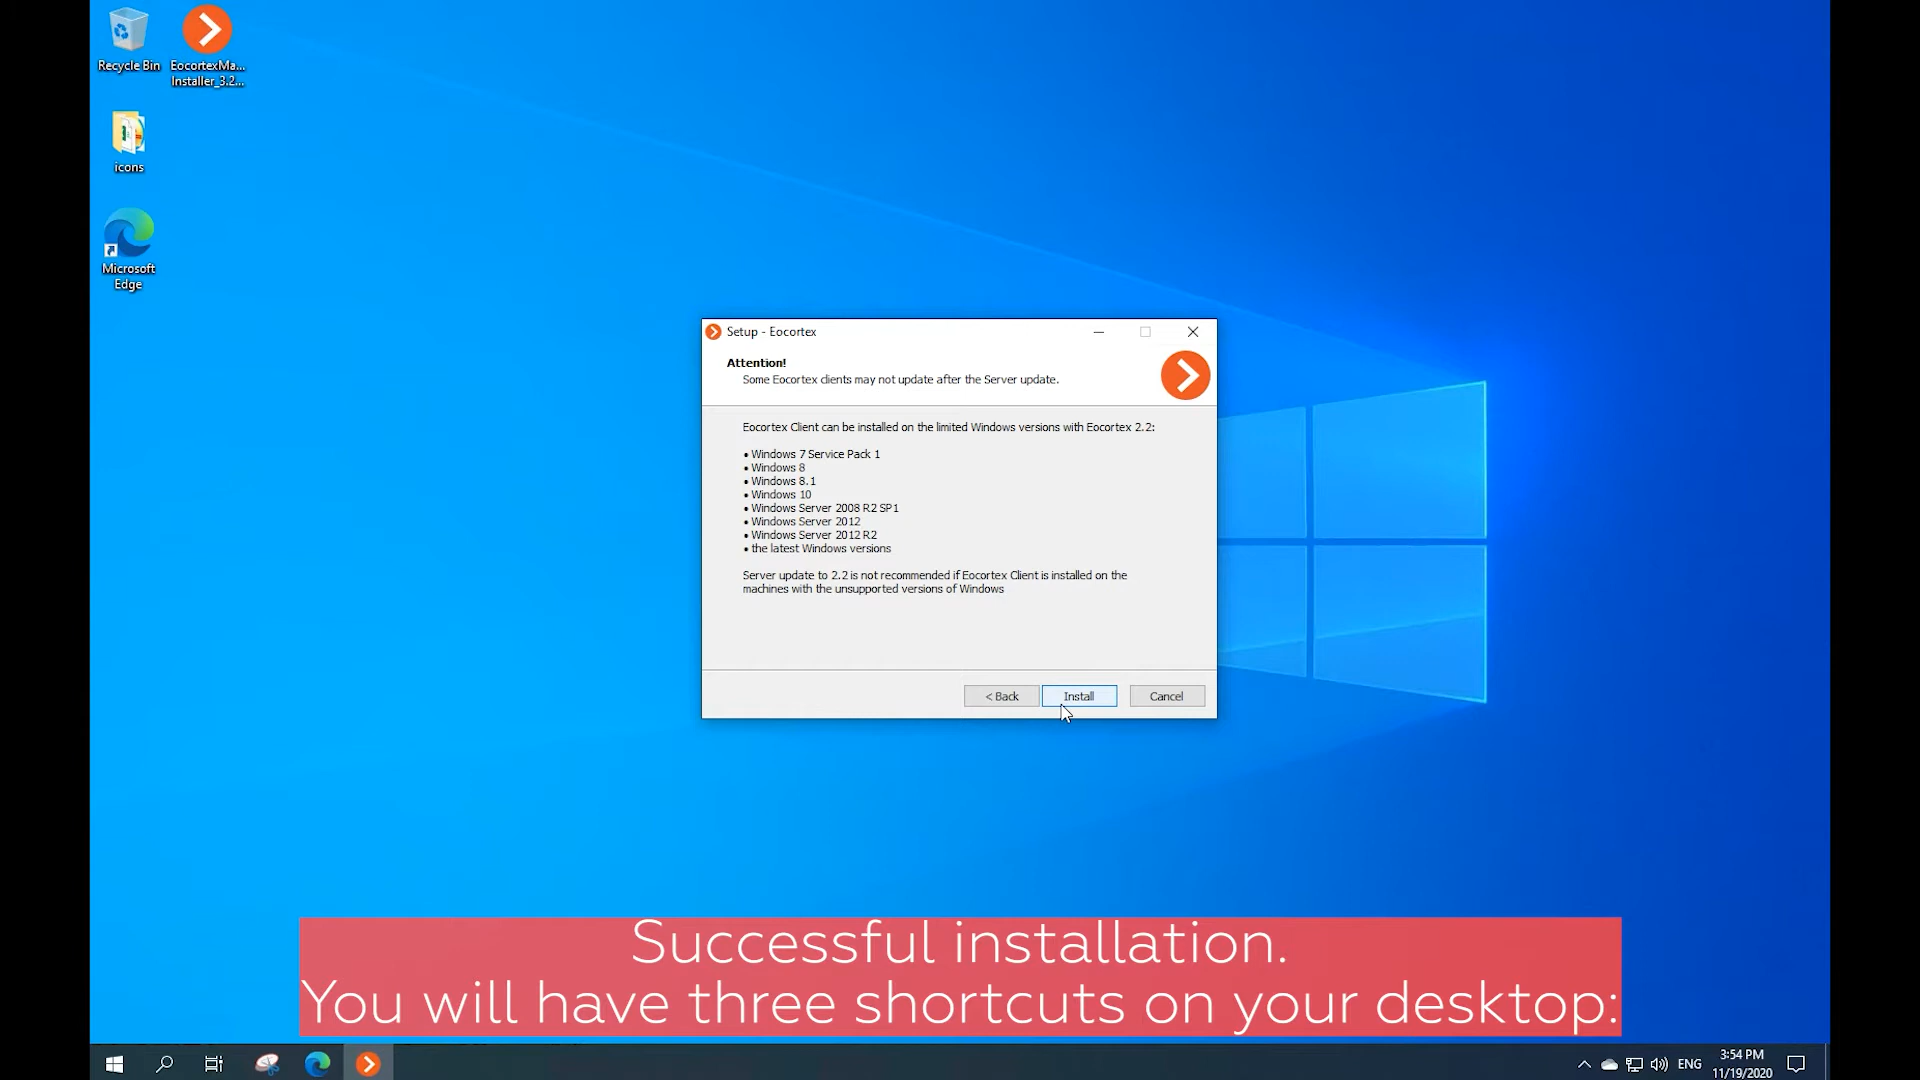 Recycle Bin
EocortexMa...
Installer_3.2...
icons
Microsoft
Edge
Setup - Eocortex
Attention!
Some Eocortex clients may not update after the Server update.
Eocortex Client can be installed on the limited Windows versions with Eocortex 2.2:
• Windows 7 Service Pack 1
• Windows 8
• Windows 8.1
• Windows 10
• Windows Server 2008 R2 SP1
• Windows Server 2012
• Windows Server 2012 R2
• the latest Windows versions
Server update to 2.2 is not recommended if Eocortex Client is installed on the
machines with the unsupported versions of Windows
< Back
Install
Cancel
Successful installation.
You will have three shortcuts on your desktop:
ENG
3:54 PM
11/19/2020